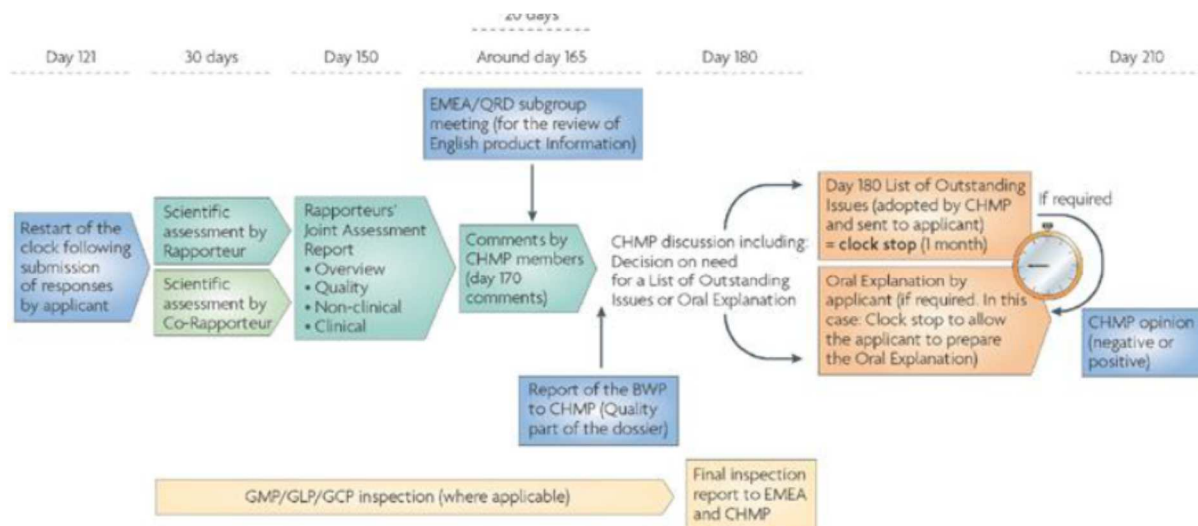 20 days
Day 121
30 days
Day 150
Around day 165
Day 180
Day 210
EMEA/QRD subgroup
meeting (for the review of
English product Information)
Restart of the
clock following
submission
of responses
by applicant
Scientific
assessment by
Rapporteur
Scientific
assessment by
Co-Rapporteur
Rapporteurs'
Joint Assessment
Report
• Overview
• Quality
• Non-clinical
• Clinical
Comments by
CHMP members
(day 170
comments)
CHMP discussion including:
Decision on need
for a List of Outstanding
Issues or Oral Explanation
Day 180 List of Outstanding
Issues (adopted by CHMP
and sent to applicant)
= clock stop (1 month)
If required
Oral Explanation by
applicant (if required. In this
case: Clock stop to allow
the applicant to prepare
the Oral Explanation)
CHMP opinion
(negative or
positive)
Report of the BWP
to CHMP (Quality
part of the dossier)
GMP/GLP/GCP inspection (where applicable)
Final inspection
report to EMEA
and CHMP